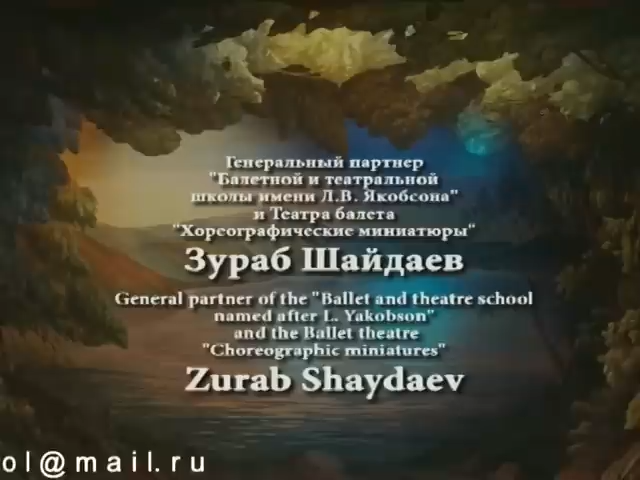 Генеральный партнер
"Балетной и театральной
школы имени Л.В. Якобсона"
и Театра балета
"Хореографические миниатюры"
Зураб Шайдаев
General partner of the "Ballet and theatre school
named after L. Yakobson"
and the Ballet theatre
"Choreographic miniatures"
Zurab Shaydaev
ol@mail.ru